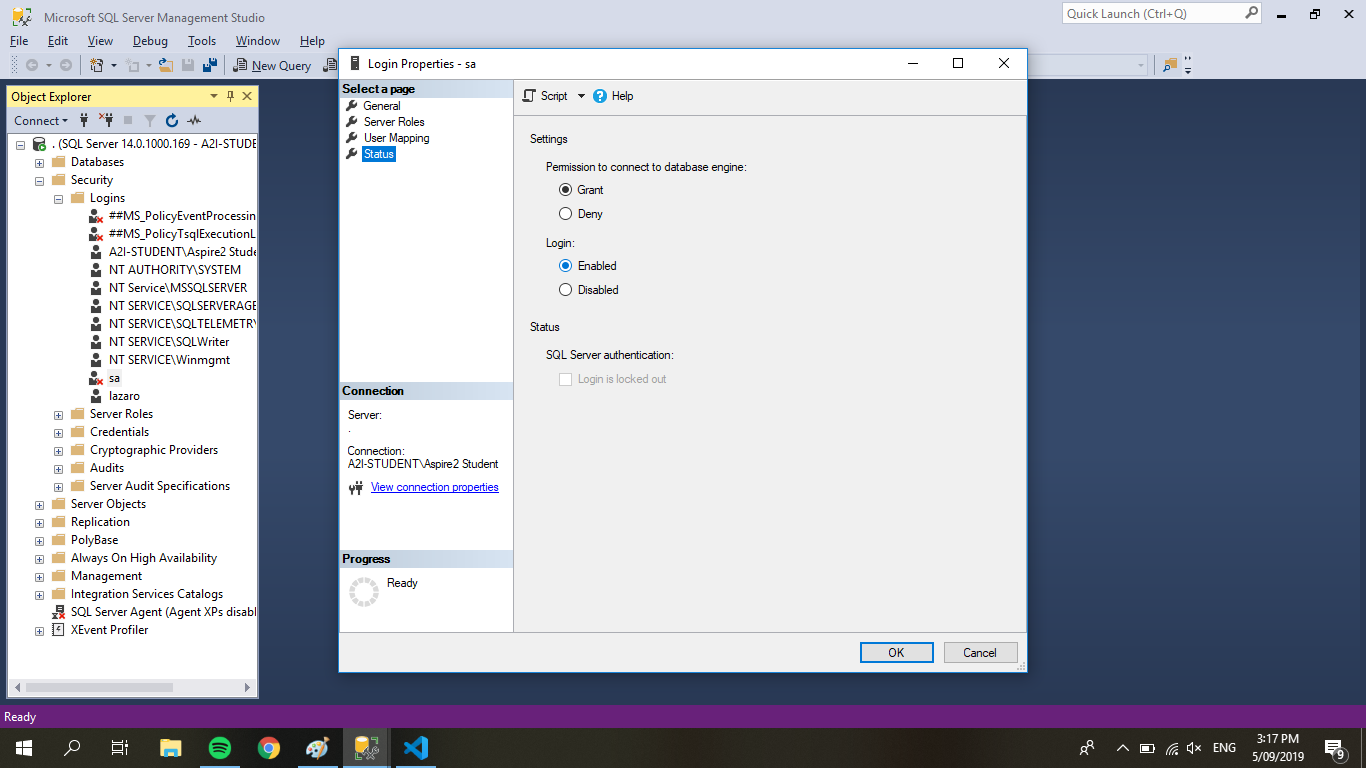 Microsoft SQL Server Management Studio
Quick Launch (Ctrl+Q)
File Edit View Debug Tools Window Help
New Query
Object Explorer
Connect
. (SQL Server 14.0.1000.169 - A2I-STUDE
Databases
Security
Logins
##MS_PolicyEventProcessin
##MS_PolicyTsqlExecutionL
A2I-STUDENT\Aspire2 Stude
NT AUTHORITY\SYSTEM
NT Service\MSSQLSERVER
NT SERVICE\SQLSERVERAGE
NT SERVICE\SQLTELEMETRY
NT SERVICE\SQLWriter
NT SERVICE\Winmgmt
sa
lazaro
Server Roles
Credentials
Cryptographic Providers
Audits
Server Audit Specifications
Server Objects
Replication
PolyBase
Always On High Availability
Management
Integration Services Catalogs
SQL Server Agent (Agent XPs disabl
XEvent Profiler
Login Properties - sa
Select a page
General
Server Roles
User Mapping
Status
Connection
Server:
.
Connection:
A2I-STUDENT\Aspire2 Student
View connection properties
Progress
Ready
Script Help
Settings
Permission to connect to database engine:
Grant
Deny
Login:
Enabled
Disabled
Status
SQL Server authentication:
Login is locked out
OK Cancel
Ready
ENG
3:17 PM
5/09/2019
9